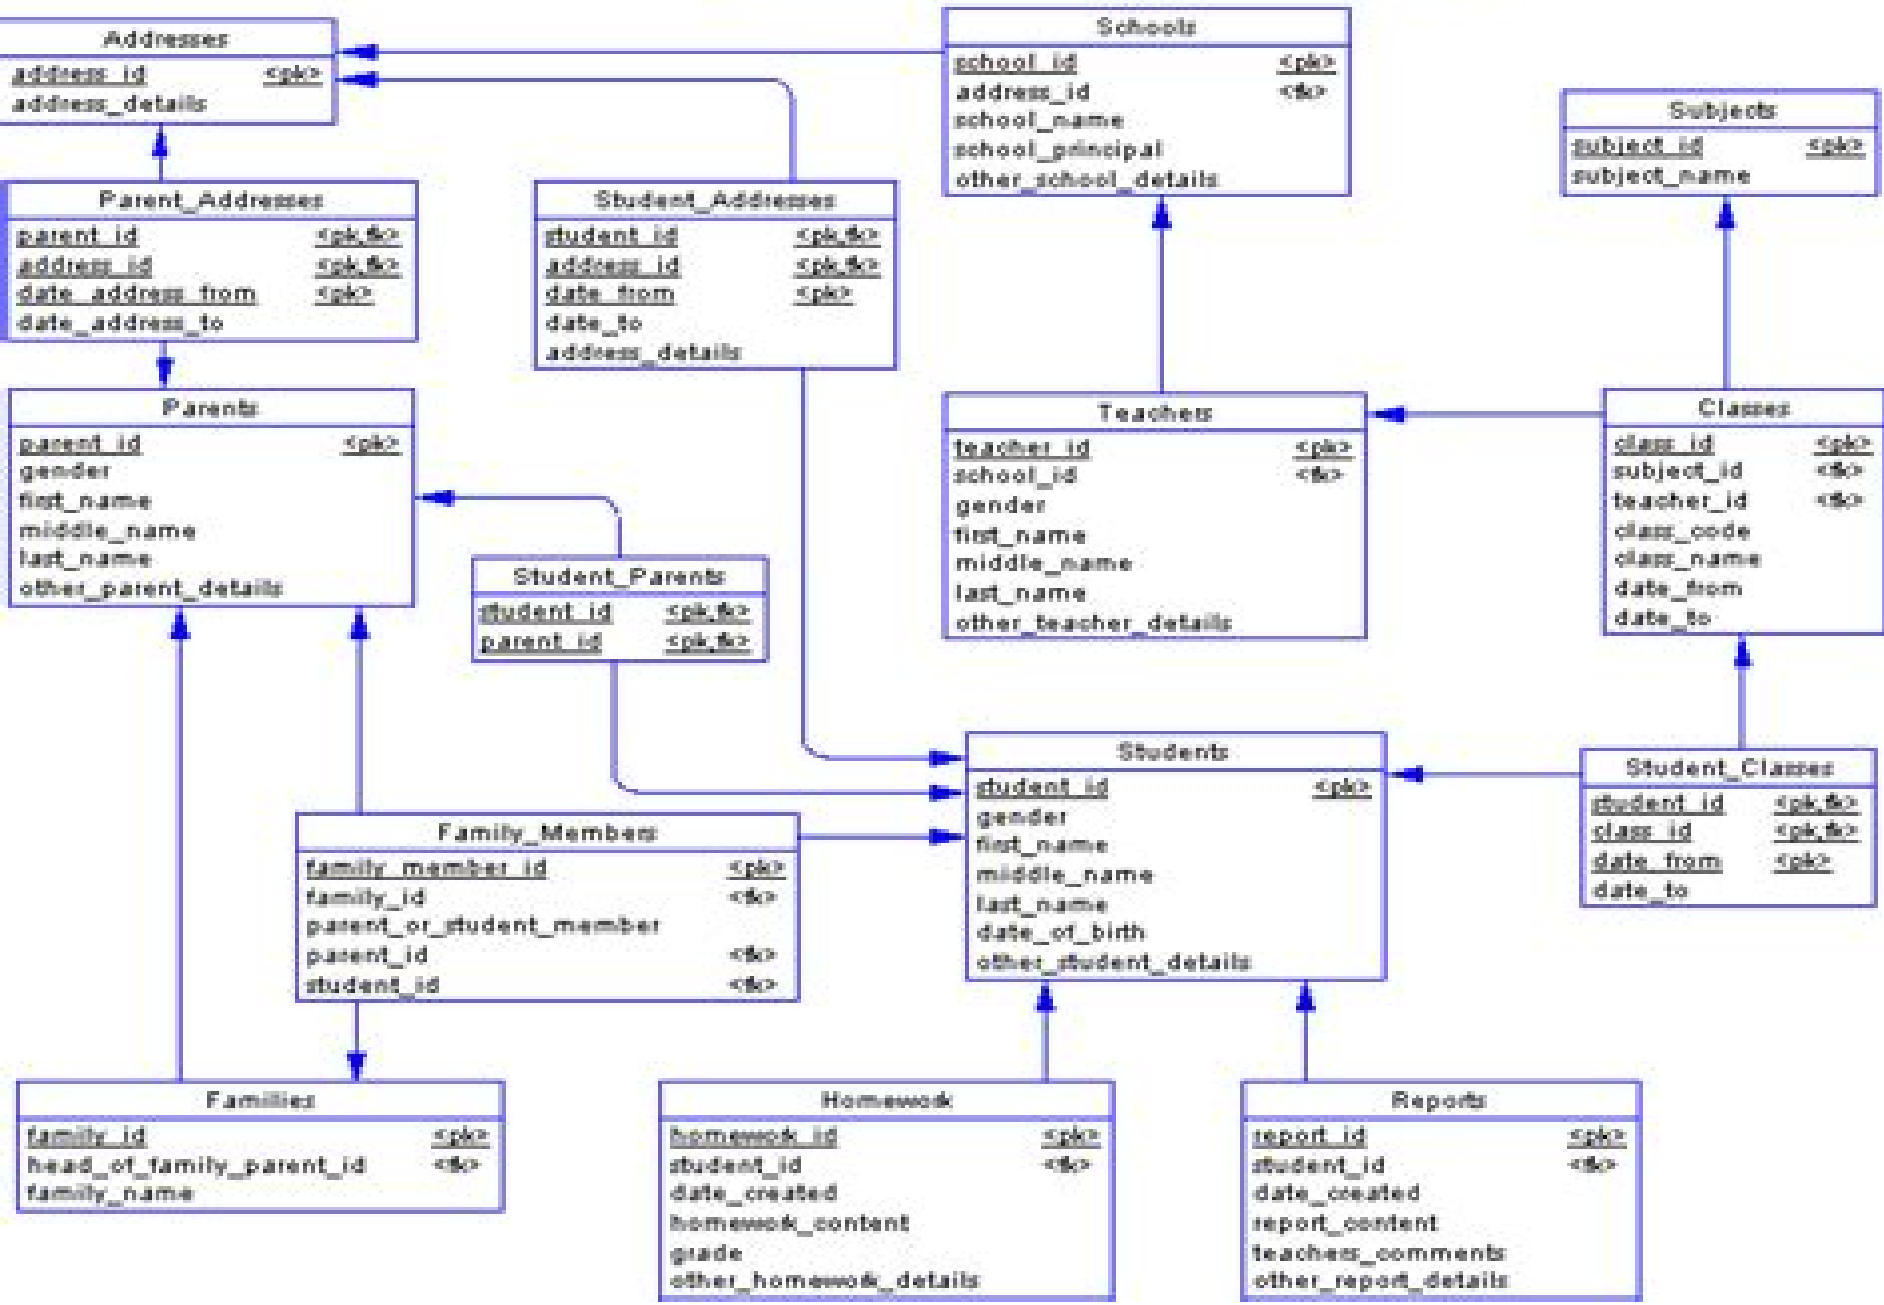 Addresses
address_id <pk>
address_details
Schools
school_id <pk>
address_id <fk>
school_name
school_principal
other_school_details
Subjects
subject_id <pk>
subject_name
Parent_Addresses
parent_id <pk,fk>
address_id <pk,fk>
date_address_from <pk>
date_address_to
Student_Addresses
student_id <pk,fk>
address_id <pk,fk>
date_from <pk>
date_to
address_details
Parents
parent_id <pk>
gender
first_name
middle_name
last_name
other_parent_details
Teachers
teacher_id <pk>
school_id <fk>
gender
first_name
middle_name
last_name
other_teacher_details
Classes
class_id <pk>
subject_id <fk>
teacher_id <fk>
class_code
class_name
date_from
date_to
Student_Parents
student_id <pk,fk>
parent_id <pk,fk>
Students
student_id <pk>
gender
first_name
middle_name
last_name
date_of_birth
other_student_details
Student_Classes
student_id <pk,fk>
class_id <pk,fk>
date_from <pk>
date_to
Family_Members
family_member_id <pk>
family_id <fk>
parent_or_student_member
parent_id <fk>
student_id <fk>
Families
family_id <pk>
head_of_family_parent_id <fk>
family_name
Homework
homework_id <pk>
student_id <fk>
date_created
homework_content
grade
other_homework_details
Reports
report_id <pk>
student_id <fk>
date_created
report_content
teachers_comments
other_report_details